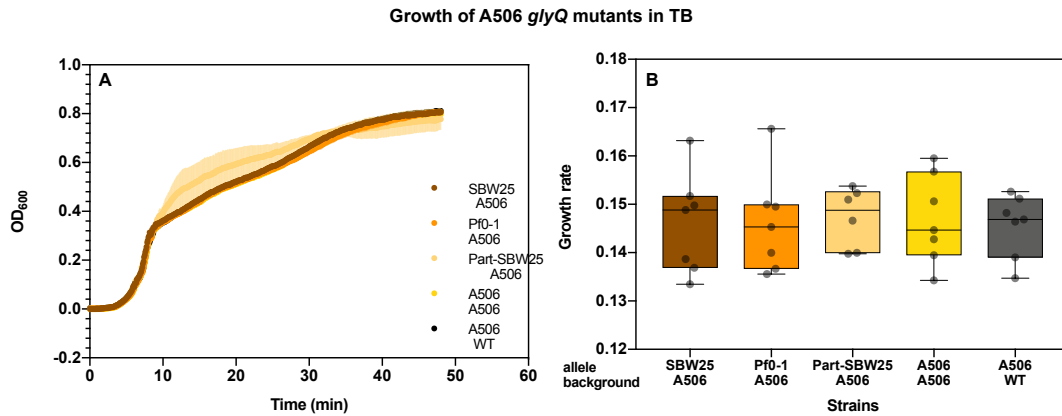 Growth of A506 glyQ mutants in TB
A
1.0
0.8
0.6
0.4
0.2
0.0
-0.2
OD600
0
10
20
30
40
50
60
Time (min)
SBW25
A506
Pf0-1
A506
Part-SBW25
A506
A506
A506
A506
WT
B
0.18
0.17
0.16
0.15
0.14
0.13
0.12
Growth rate
allele
background
SBW25
A506
Pf0-1
A506
Part-SBW25
A506
A506
A506
A506
WT
Strains